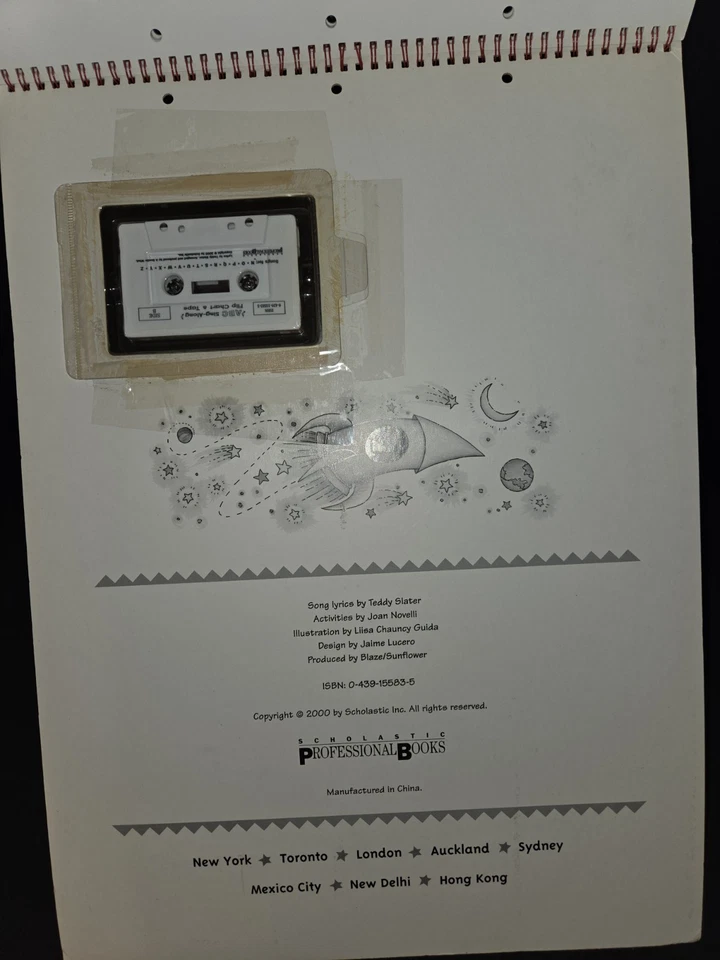 ABC Sing-Along
Flip Chart & Tape
SIDE
B
Song lyrics by Teddy Slater
Activities by Joan Novelli
Illustration by Liisa Chauncy Guida
Design by Jaime Lucero
Produced by Blaze/Sunflower
ISBN: 0-439-15583-5
Copyright © 2000 by Scholastic Inc. All rights reserved.
SCHOLASTIC
PROFESSIONALBOOKS
Manufactured in China.
New York ★ Toronto ★ London ★ Auckland ★ Sydney
Mexico City ★ New Delhi ★ Hong Kong